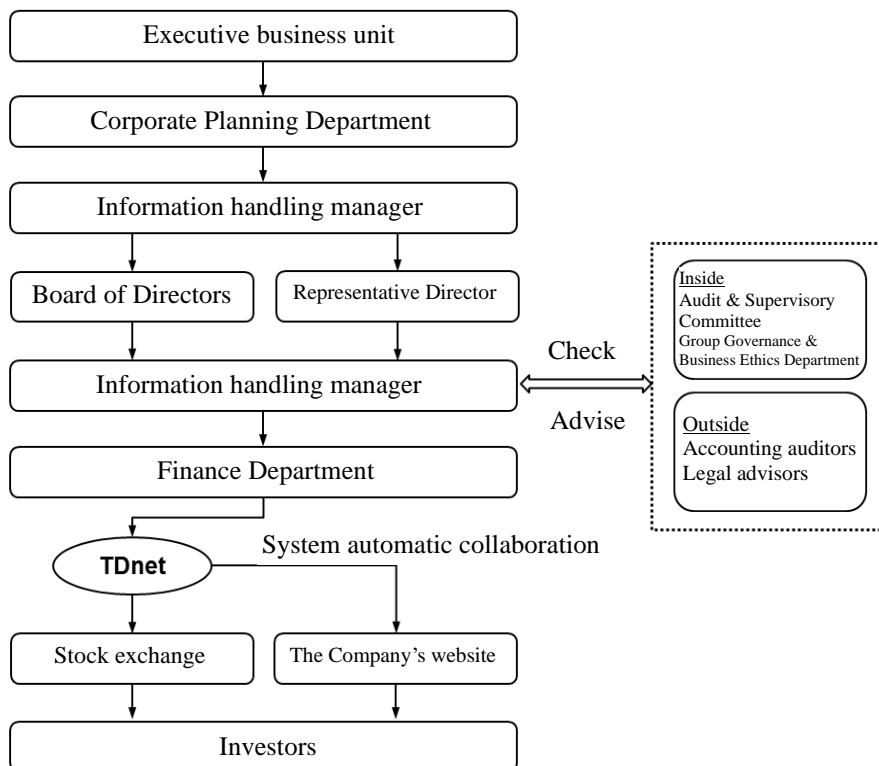 Executive business unit
Corporate Planning Department
Information handling manager
Board of Directors
Representative Director
Information handling manager
Check
Advise
Inside
Audit & Supervisory
Committee
Group Governance &
Business Ethics Department
Outside
Accounting auditors
Legal advisors
Finance Department
System automatic collaboration
TDnet
Stock exchange
The Company’s website
Investors